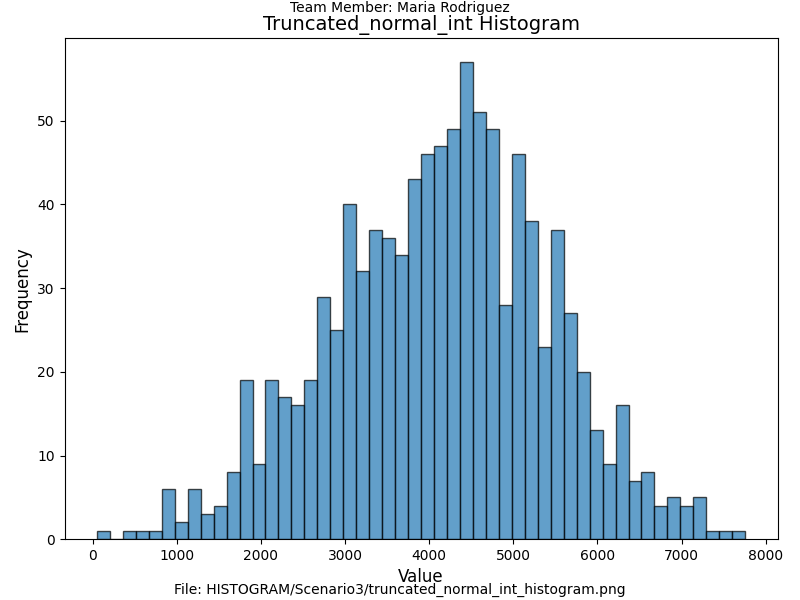 Team Member: Maria Rodriguez
Truncated_normal_int Histogram
Frequency
50
40
30
20
10
0
0 1000 2000 3000 4000 5000 6000 7000 8000
Value
File: HISTOGRAM/Scenario3/truncated_normal_int_histogram.png